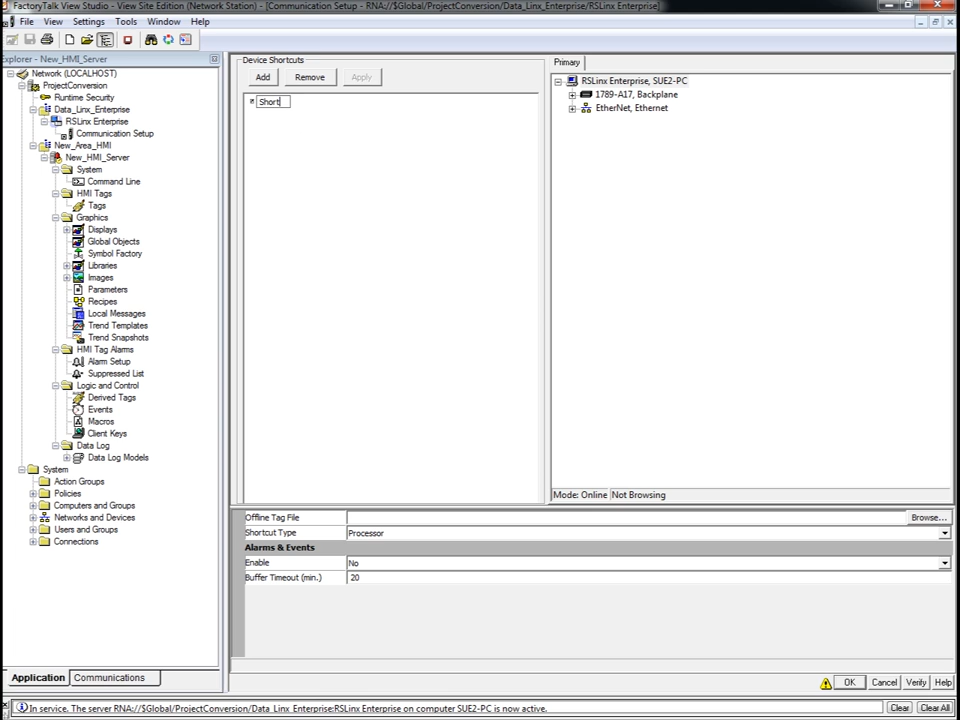 FactoryTalk View Studio - View Site Edition (Network Station) - [Communication Setup - RNA://$Global/ProjectConversion/Data_Linx_Enterprise/RSLinx Enterprise]
File View Settings Tools Window Help
Explorer - New_HMI_Server
Network (LOCALHOST)
ProjectConversion
Runtime Security
Data_Linx_Enterprise
RSLinx Enterprise
Communication Setup
New_Area_HMI
New_HMI_Server
System
Command Line
HMI Tags
Tags
Graphics
Displays
Global Objects
Symbol Factory
Libraries
Images
Parameters
Recipes
Local Messages
Trend Templates
Trend Snapshots
HMI Tag Alarms
Alarm Setup
Suppressed List
Logic and Control
Derived Tags
Events
Macros
Client Keys
Data Log
Data Log Models
System
Action Groups
Policies
Computers and Groups
Networks and Devices
Users and Groups
Connections
Application Communications
Device Shortcuts
Add Remove Apply
Short
Primary
RSLinx Enterprise, SUE2-PC
1789-A17, Backplane
EtherNet, Ethernet
Mode: Online Not Browsing
Offline Tag File Browse...
Shortcut Type Processor
Alarms & Events
Enable No
Buffer Timeout (min.) 20
OK Cancel Verify Help
In service. The server RNA://$Global/ProjectConversion/Data_Linx_Enterprise:RSLinx Enterprise on computer SUE2-PC is now active. Clear Clear All